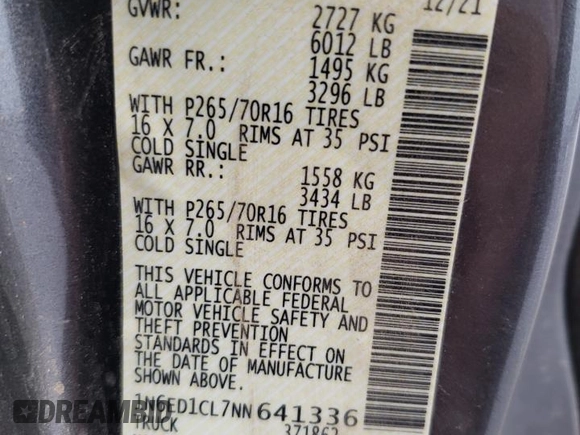 GVWR: 2727 KG 12/21
6012 LB
GAWR FR.: 1495 KG
3296 LB
WITH P265/70R16 TIRES
16 X 7.0 RIMS AT 35 PSI
COLD SINGLE
GAWR RR.: 1558 KG
3434 LB
WITH P265/70R16 TIRES
16 X 7.0 RIMS AT 35 PSI
COLD SINGLE
THIS VEHICLE CONFORMS TO
ALL APPLICABLE FEDERAL
MOTOR VEHICLE SAFETY AND
THEFT PREVENTION
STANDARDS IN EFFECT ON
THE DATE OF MANUFACTURE
SHOWN ABOVE.
1N6ED1CL7NN641336
TRUCK 371862
AUTOBIDCAR